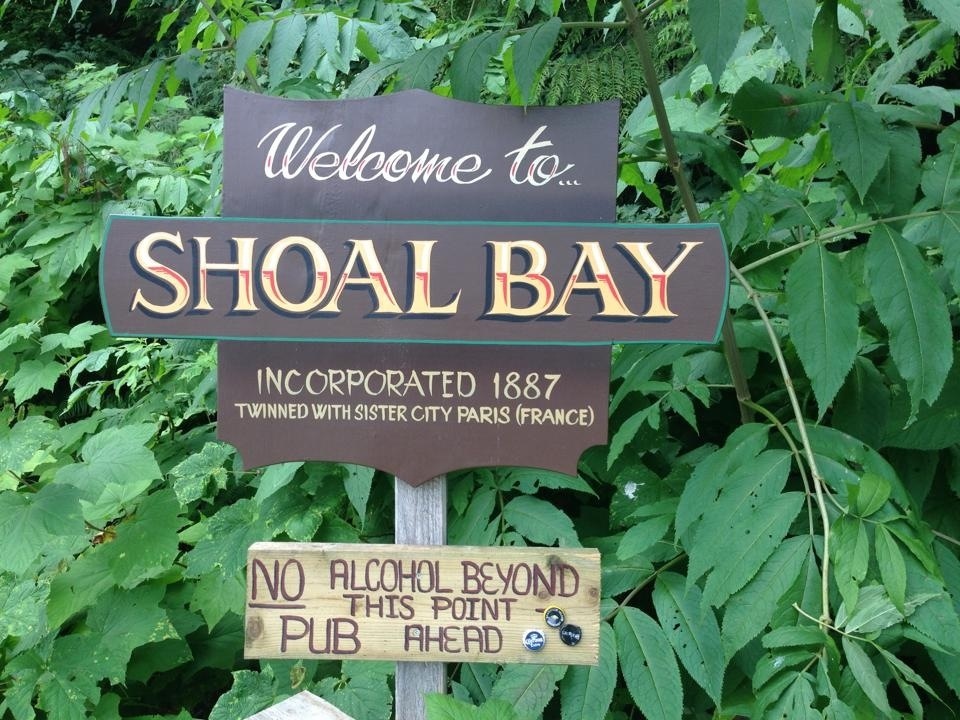 Welcome to...
SHOAL BAY
INCORPORATED 1887
TWINNED WITH SISTER CITY PARIS (FRANCE)
NO ALCOHOL BEYOND
THIS POINT
PUB AHEAD